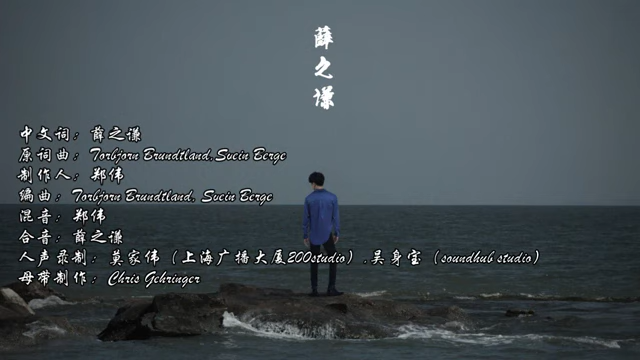 薛之谦
中文词：薛之谦
原词曲：Torbjorn Brundtland,Svein Berge
制作人：郑伟
编曲：Torbjorn Brundtland, Svein Berge
混音：郑伟
合音：薛之谦
人声录制：莫家伟（上海广播大厦200studio）,吴身宝（soundhub studio）
母带制作：Chris Gehringer